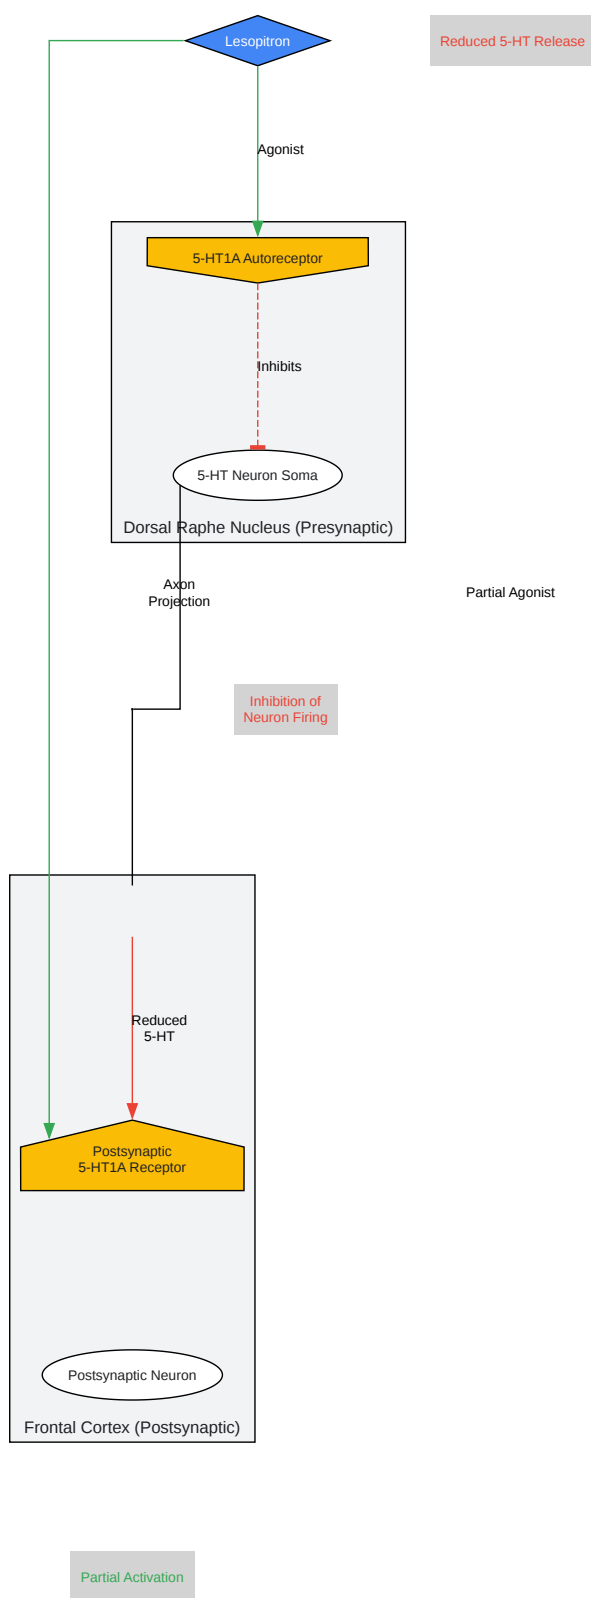 Lesopitron
Reduced 5-HT Release
Agonist
5-HT1A Autoreceptor
Inhibits
5-HT Neuron Soma
Dorsal Raphe Nucleus (Presynaptic)
Axon
Projection
Partial Agonist
Inhibition of
Neuron Firing
Reduced
5-HT
Postsynaptic
5-HT1A Receptor
Postsynaptic Neuron
Frontal Cortex (Postsynaptic)
Partial Activation